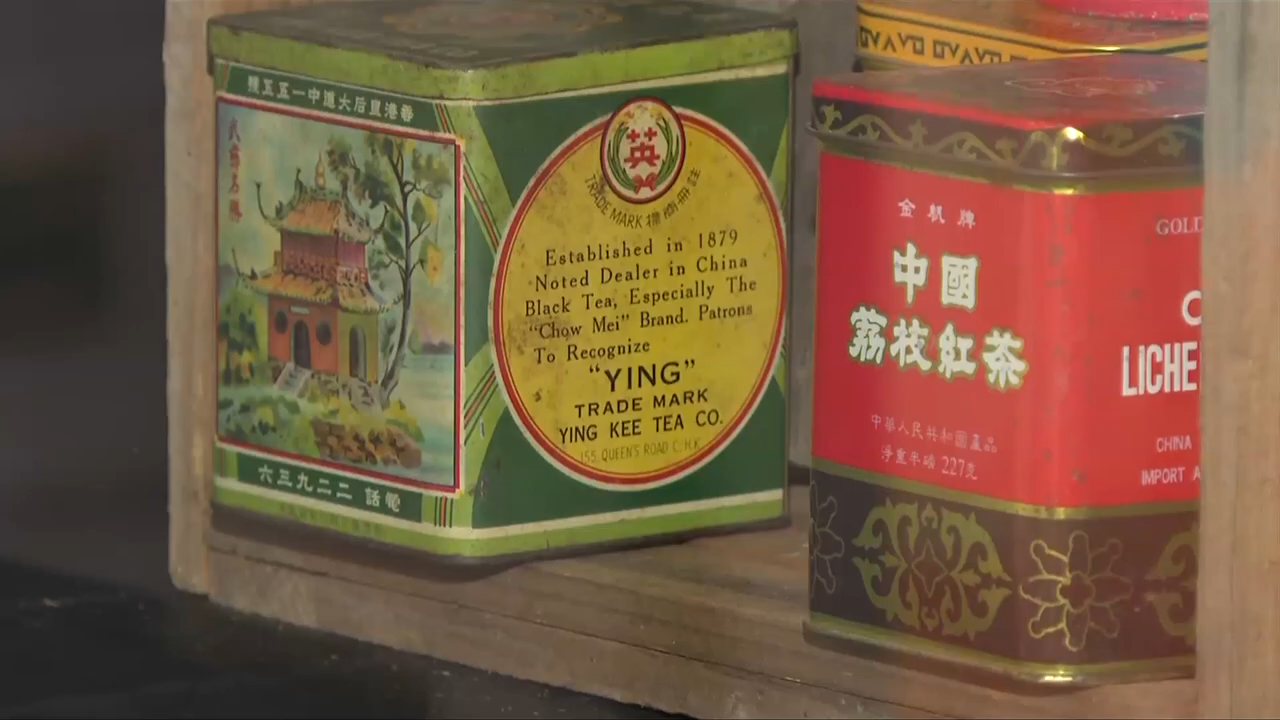 香港皇后大道中一五五號
英
TRADE MARK 標商冊註
Established in 1879
Noted Dealer in China
Black Tea, Especially The
“Chow Mei” Brand. Patrons
To Recognize
“YING”
TRADE MARK
YING KEE TEA CO.
155, QUEEN'S ROAD C. H.K.
電話 二二九三六
金帆牌
中國
荔枝紅茶
中華人民共和國產品
淨重半磅 227克
GOLD
C
LICHE
CHINA
IMPORT A